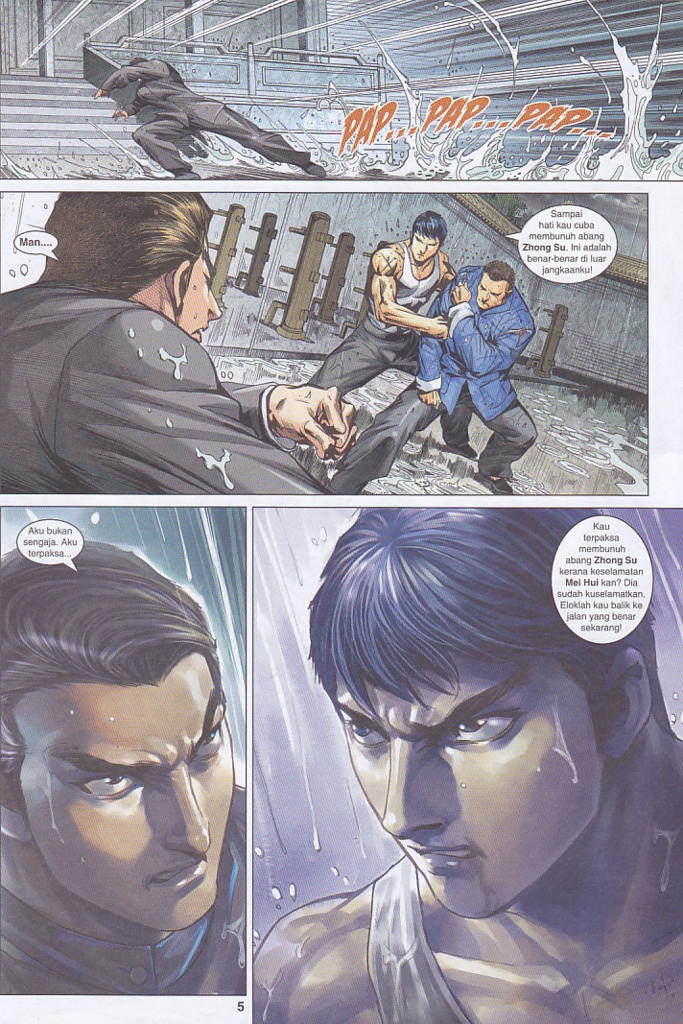 PAP...PAP...PAP...
Man....
Sampai
hati kau cuba
membunuh abang
Zhong Su. Ini adalah
benar-benar di luar
jangkaanku!
Aku bukan
sengaja. Aku
terpaksa...
Kau
terpaksa
membunuh
abang Zhong Su
kerana keselamatan
Mei Hui kan? Dia
sudah kuselamatkan.
Eloklah kau balik ke
jalan yang benar
sekarang!
5